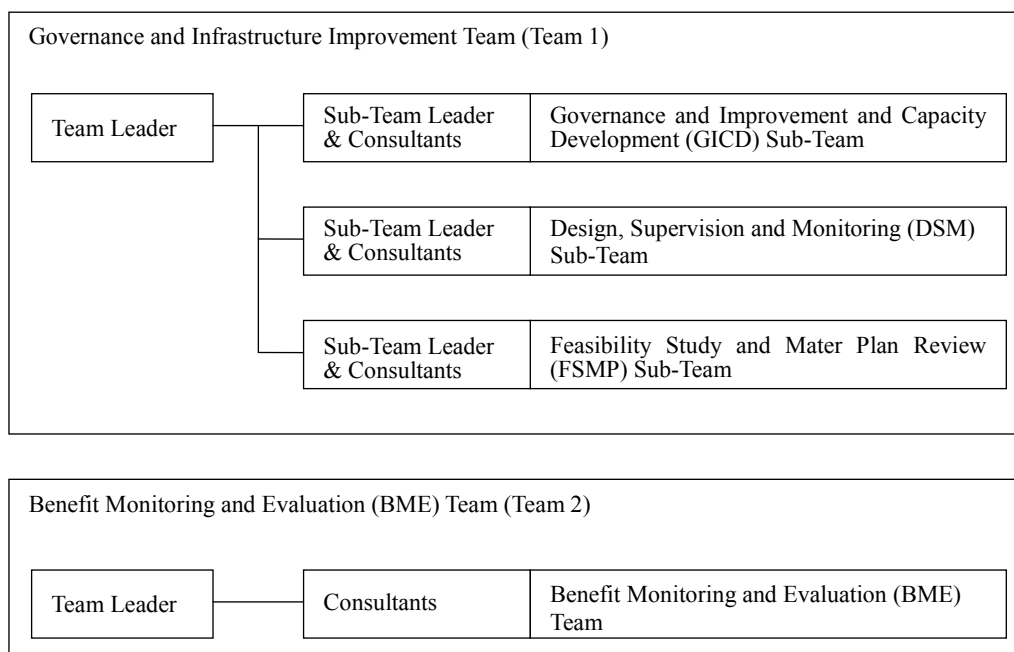 Governance and Infrastructure Improvement Team (Team 1)
Team Leader
Sub-Team Leader
& Consultants
Governance and Improvement and Capacity
Development (GICD) Sub-Team
Sub-Team Leader
& Consultants
Design, Supervision and Monitoring (DSM)
Sub-Team
Sub-Team Leader
& Consultants
Feasibility Study and Mater Plan Review
(FSMP) Sub-Team
Benefit Monitoring and Evaluation (BME) Team (Team 2)
Team Leader
Consultants
Benefit Monitoring and Evaluation (BME)
Team